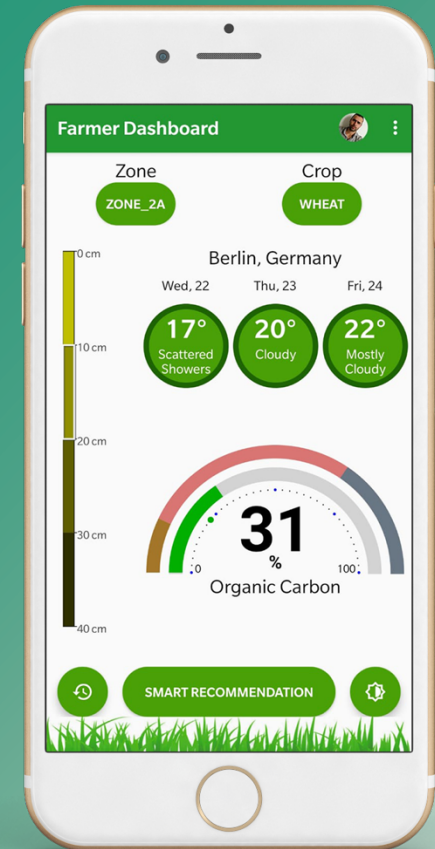 Farmer Dashboard
Zone
Crop
ZONE_2A
WHEAT
0 cm
10 cm
20 cm
30 cm
40 cm
Berlin, Germany
Wed, 22
Thu, 23
Fri, 24
17°
20°
22°
Scattered
Showers
Cloudy
Mostly
Cloudy
31
%
0
100
Organic Carbon
SMART RECOMMENDATION